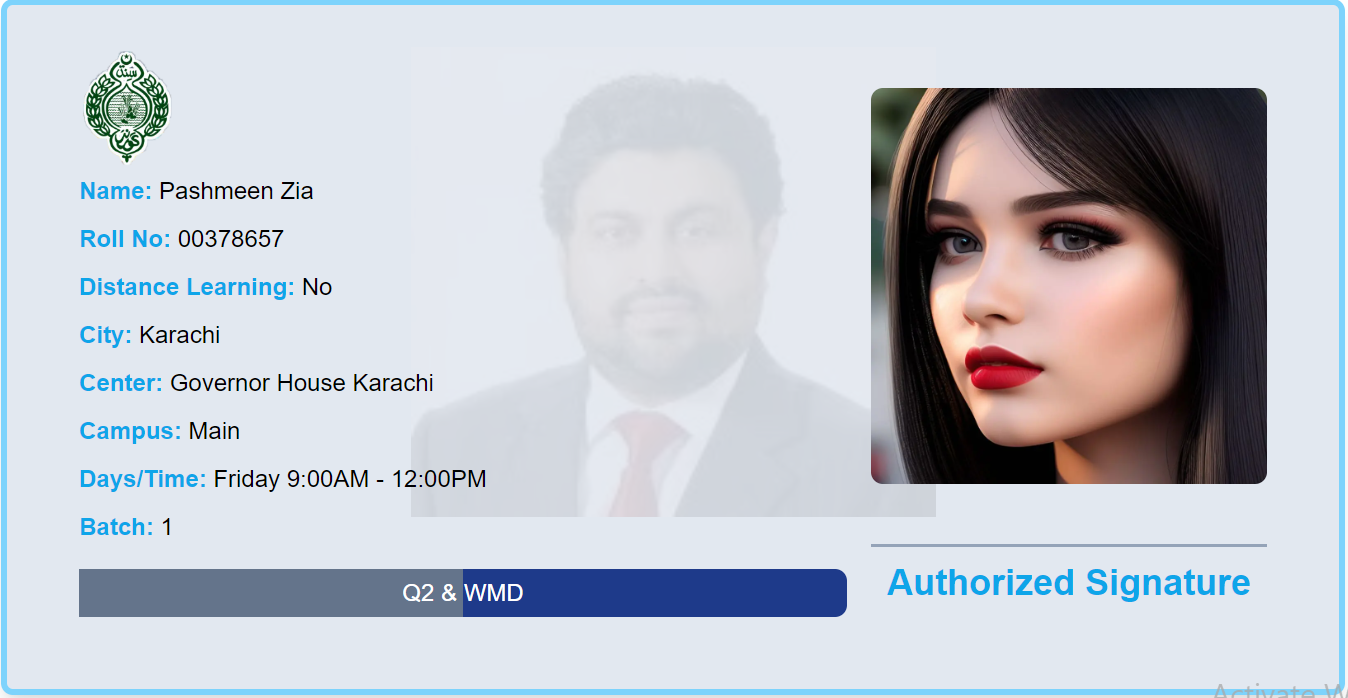 Name: Pashmeen Zia
Roll No: 00378657
Distance Learning: No
City: Karachi
Center: Governor House Karachi
Campus: Main
Days/Time: Friday 9:00AM - 12:00PM
Batch: 1
Q2 & WMD
Authorized Signature
Activate